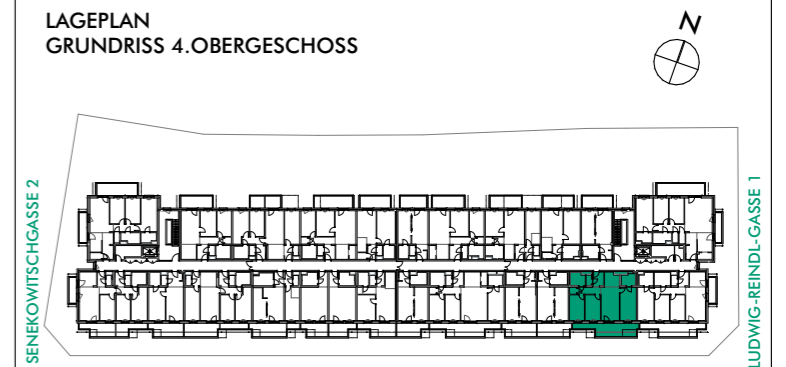 LAGEPLAN
GRUNDRISS 4.OBERGESCHOSS
N
SENEKOWITSCHGASSE 2
LUDWIG-REINDL-GASSE 1